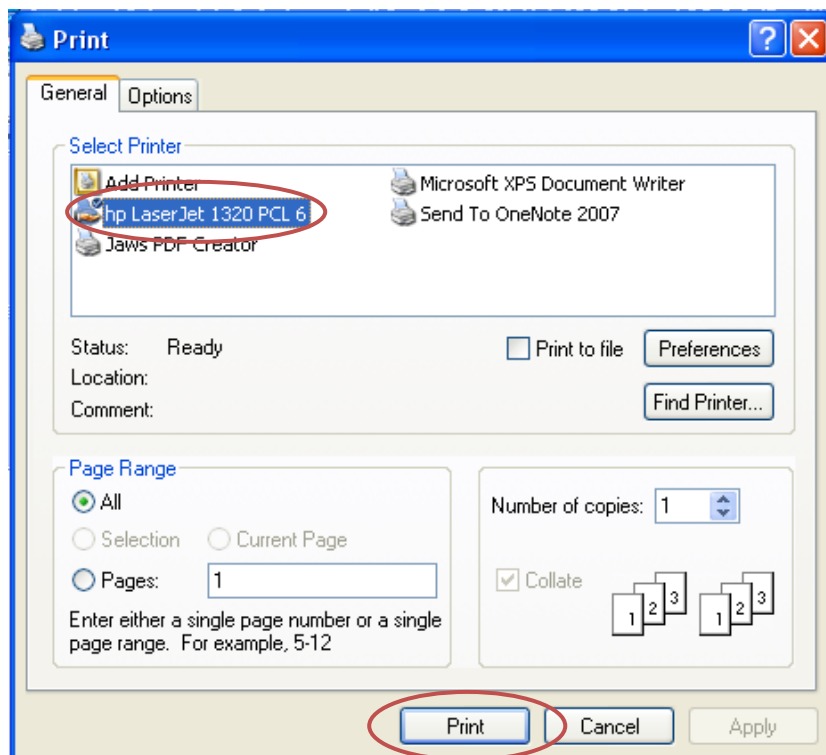 Print
General Options
Select Printer
Add Printer
Microsoft XPS Document Writer
hp LaserJet 1320 PCL 6
Send To OneNote 2007
Jaws PDF Creator
Status: Ready
Print to file
Preferences
Location:
Comment:
Find Printer...
Page Range
All
Selection Current Page
Pages: 1
Enter either a single page number or a single
page range. For example, 5-12
Number of copies: 1
Collate
1 2 3 1 2 3
Print Cancel Apply